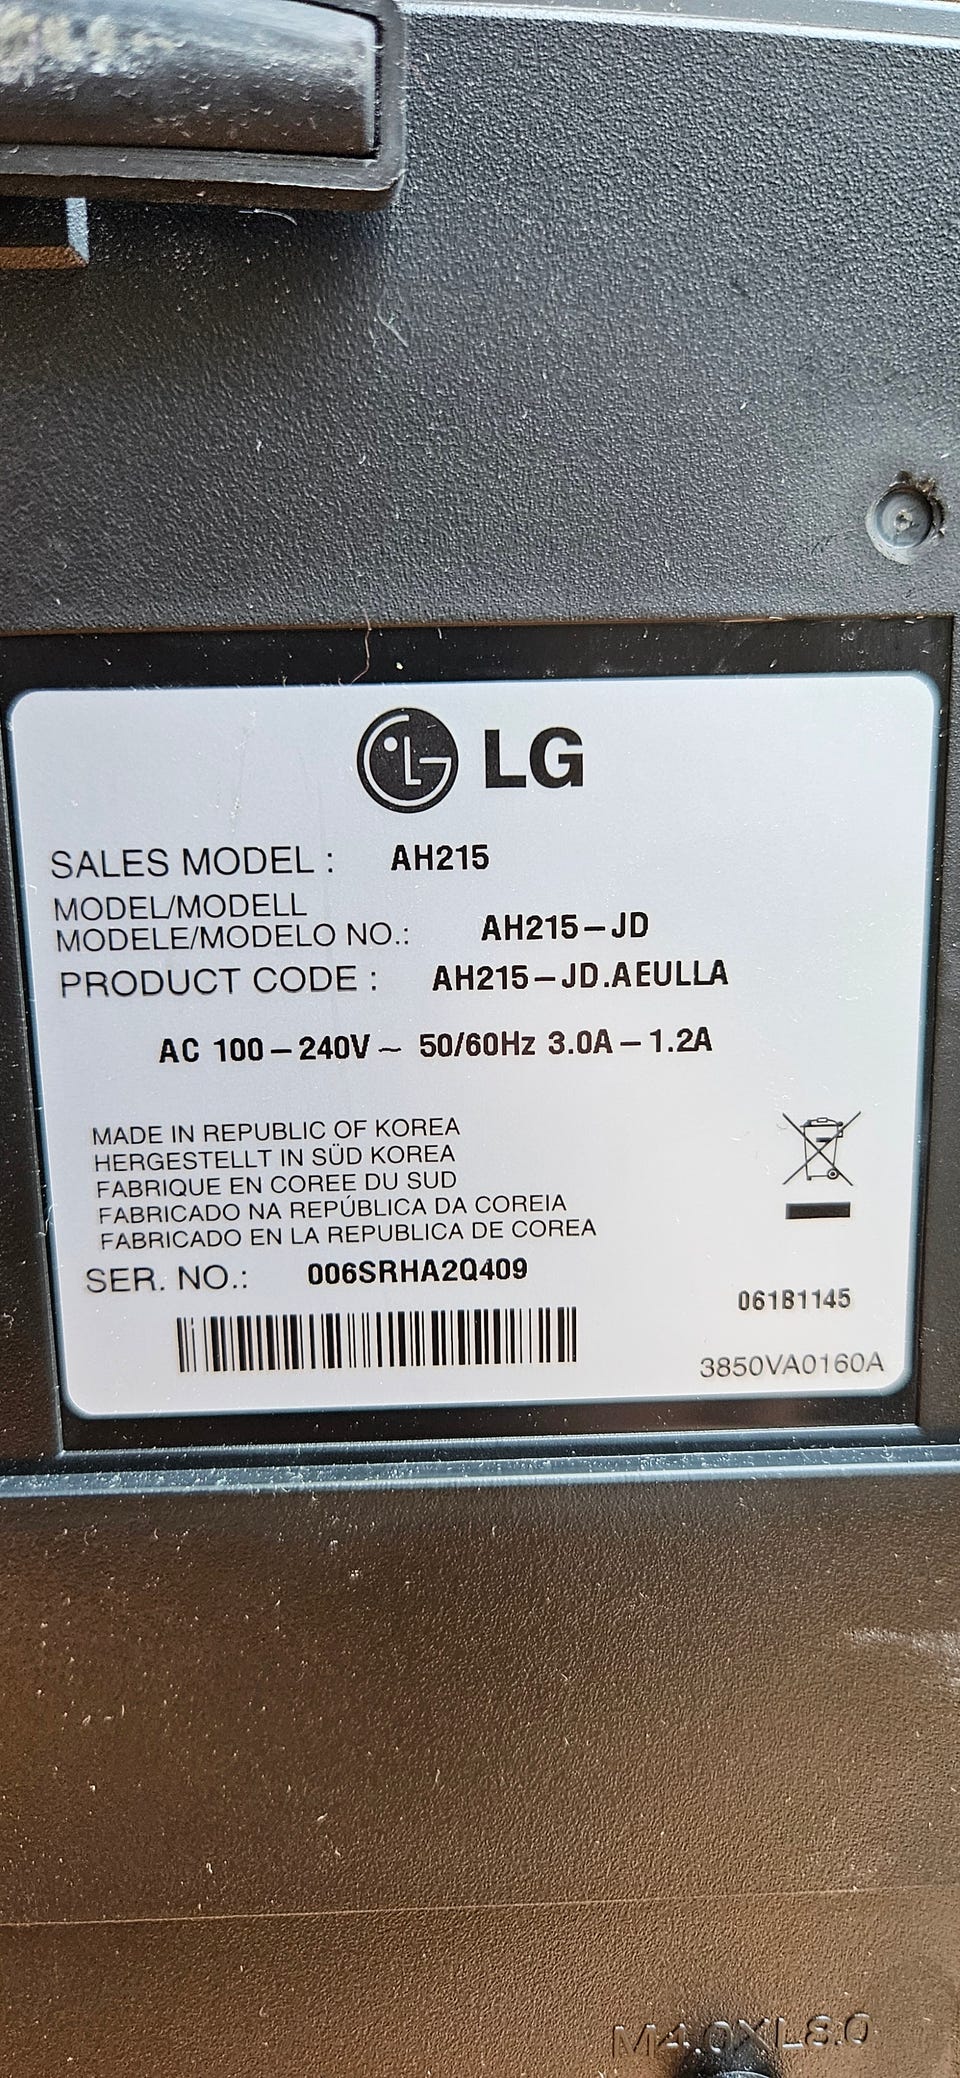 LG
SALES MODEL : AH215
MODEL/MODELL
MODELE/MODELO NO.: AH215-JD
PRODUCT CODE : AH215-JD.AEULLA
AC 100-240V~ 50/60Hz 3.0A-1.2A
MADE IN REPUBLIC OF KOREA
HERGESTELLT IN SÜD KOREA
FABRIQUE EN COREE DU SUD
FABRICADO NA REPÚBLICA DA COREIA
FABRICADO EN LA REPUBLICA DE COREA
SER. NO.: 006SRHA2Q409
061B1145
3850VA0160A
M4.0XL8.0